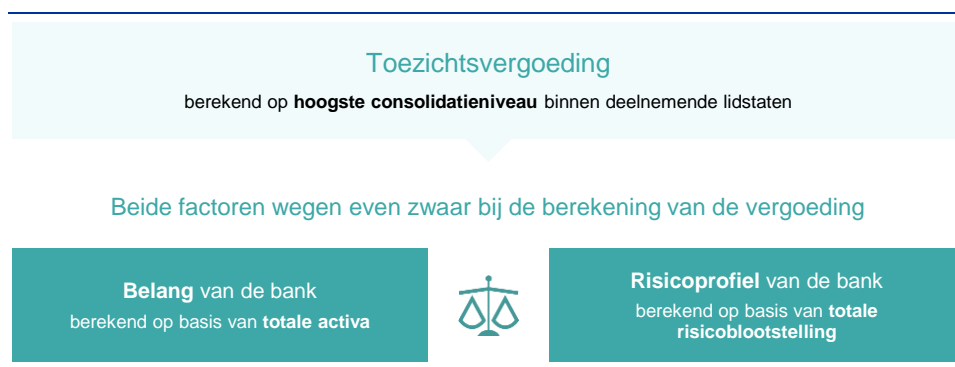 Toezichtsvergoeding
berekend op hoogste consolidatieniveau binnen deelnemende lidstaten
Beide factoren wegen even zwaar bij de berekening van de vergoeding
Belang van de bank
berekend op basis van totale activa
Risicoprofiel van de bank
berekend op basis van totale
risicoblootstelling